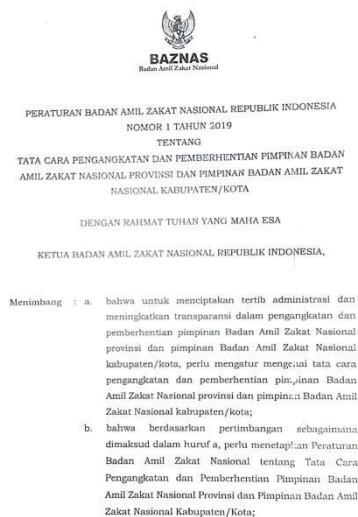 BAZNAS
Badan Amil Zakat Nasional
PERATURAN BADAN AMIL ZAKAT NASIONAL REPUBLIK INDONESIA
NOMOR 1 TAHUN 2019
TENTANG
TATA CARA PENGANGKATAN DAN PEMBERHENTIAN PIMPINAN BADAN
AMIL ZAKAT NASIONAL PROVINSI DAN PIMPINAN BADAN AMIL ZAKAT
NASIONAL KABUPATEN/KOTA
DENGAN RAHMAT TUHAN YANG MAHA ESA
KETUA BADAN AMIL ZAKAT NASIONAL REPUBLIK INDONESIA,
Menimbang : a. bahwa untuk menciptakan tertib administrasi dan
meningkatkan transparansi dalam pengangkatan dan
pemberhentian pimpinan Badan Amil Zakat Nasional
provinsi dan pimpinan Badan Amil Zakat Nasional
kabupaten/kota, perlu mengatur mengenai tata cara
pengangkatan dan pemberhentian pimpinan Badan
Amil Zakat Nasional provinsi dan pimpinan Badan Amil
Zakat Nasional kabupaten/kota;
b. bahwa berdasarkan pertimbangan sebagaimana
dimaksud dalam huruf a, perlu menetapkan Peraturan
Badan Amil Zakat Nasional tentang Tata Cara
Pengangkatan dan Pemberhentian Pimpinan Badan
Amil Zakat Nasional Provinsi dan Pimpinan Badan Amil
Zakat Nasional Kabupaten/Kota;